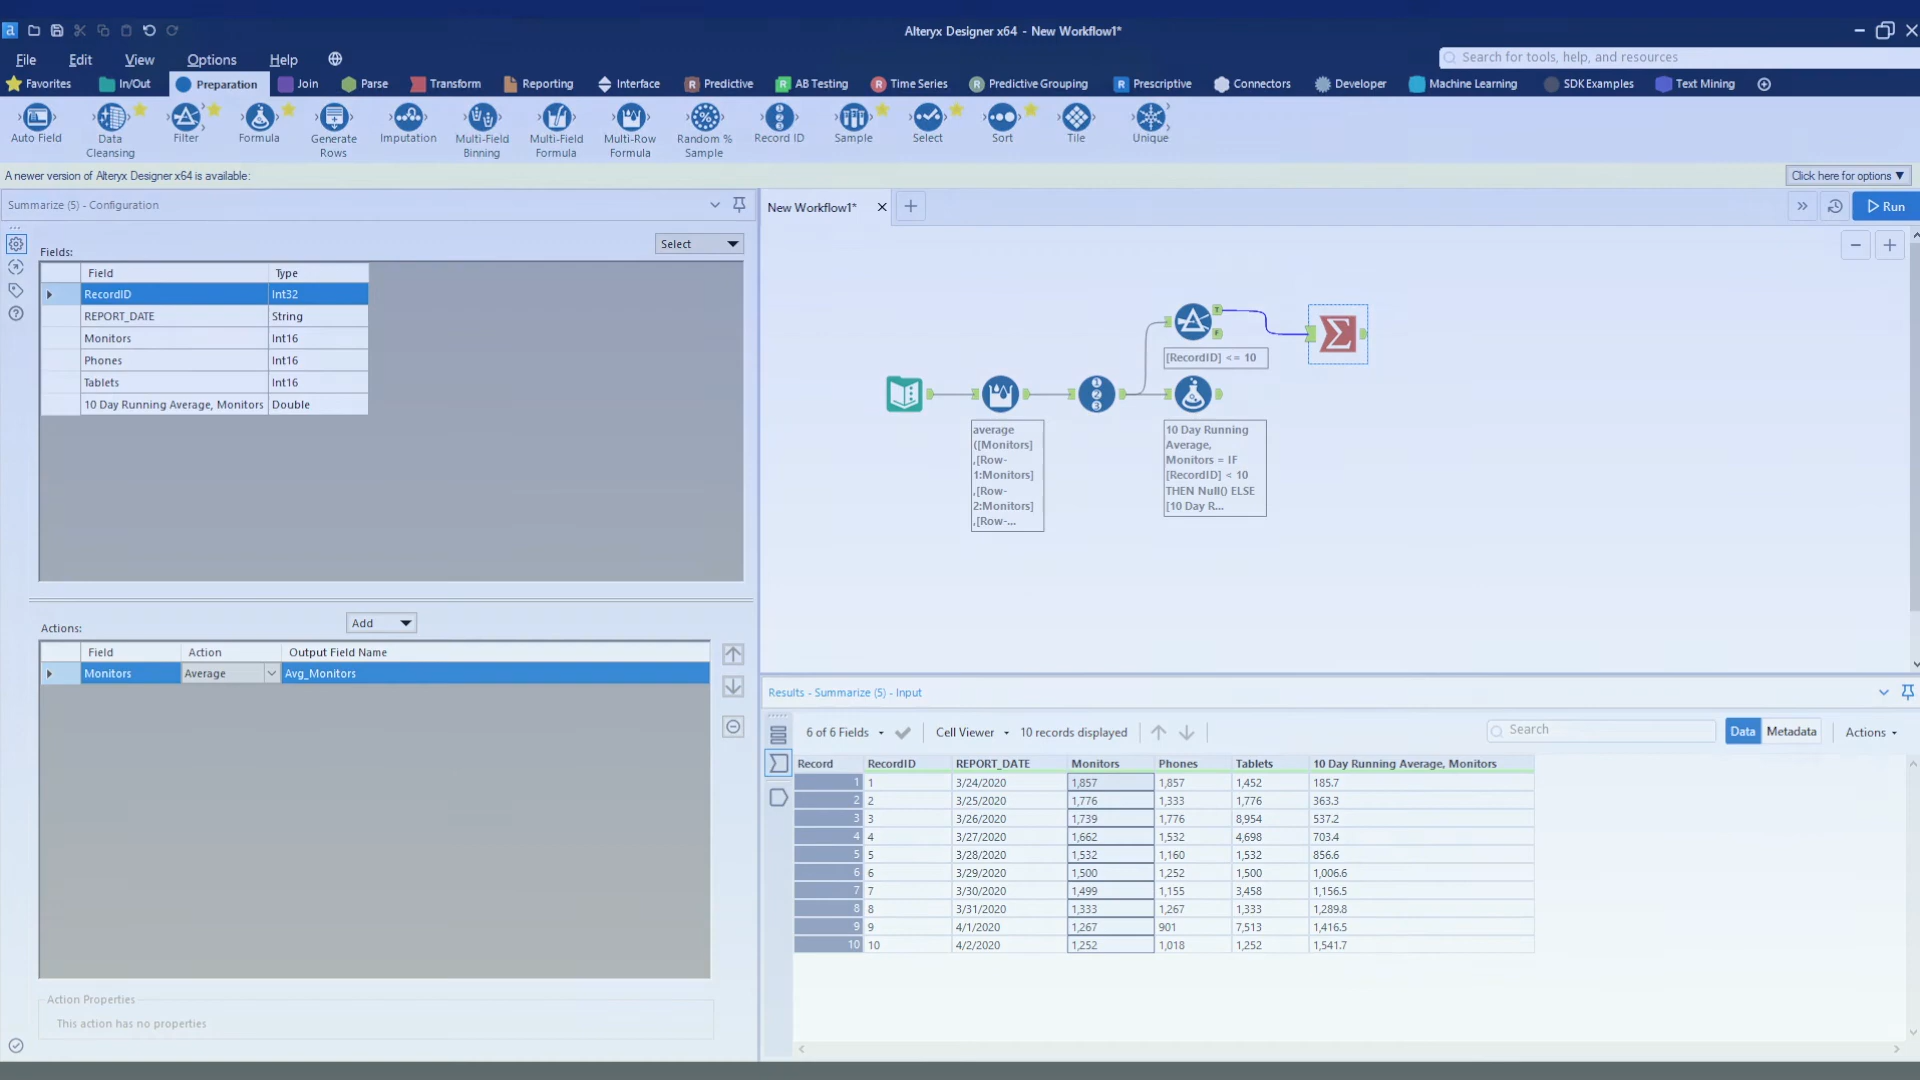 Alteryx Designer x64 - New Workflow1*
File Edit View Options Help
Search for tools, help, and resources
Favorites In/Out Preparation Join Parse Transform Reporting Interface Predictive AB Testing Time Series Predictive Grouping Prescriptive Connectors Developer Machine Learning SDKExamples Text Mining
Auto Field
Data Cleansing
Filter
Formula
Generate Rows
Imputation
Multi-Field Binning
Multi-Field Formula
Multi-Row Formula
Random % Sample
Record ID
Sample
Select
Sort
Tile
Unique
A newer version of Alteryx Designer x64 is available:
Click here for options ▼
Summarize (5) - Configuration
Fields:
Select
Field Type
RecordID Int32
REPORT_DATE String
Monitors Int16
Phones Int16
Tablets Int16
10 Day Running Average, Monitors Double
Actions:
Add
Field Action Output Field Name
Monitors Average Avg_Monitors
Action Properties
This action has no properties
New Workflow1*
Run
[RecordID] <= 10
1
2
3
average
([Monitors]
,[Row-
1:Monitors]
,[Row-
2:Monitors]
,[Row-...
10 Day Running
Average,
Monitors = IF
[RecordID] < 10
THEN Null() ELSE
[10 Day R...
T
F
Results - Summarize (5) - Input
6 of 6 Fields Cell Viewer 10 records displayed Search Data Metadata Actions
Record RecordID REPORT_DATE Monitors Phones Tablets 10 Day Running Average, Monitors
1 1 3/24/2020 1,857 1,857 1,452 185.7
2 2 3/25/2020 1,776 1,333 1,776 363.3
3 3 3/26/2020 1,739 1,776 8,954 537.2
4 4 3/27/2020 1,662 1,532 4,698 703.4
5 5 3/28/2020 1,532 1,160 1,532 856.6
6 6 3/29/2020 1,500 1,252 1,500 1,006.6
7 7 3/30/2020 1,499 1,155 3,458 1,156.5
8 8 3/31/2020 1,333 1,267 1,333 1,289.8
9 9 4/1/2020 1,267 901 7,513 1,416.5
10 10 4/2/2020 1,252 1,018 1,252 1,541.7